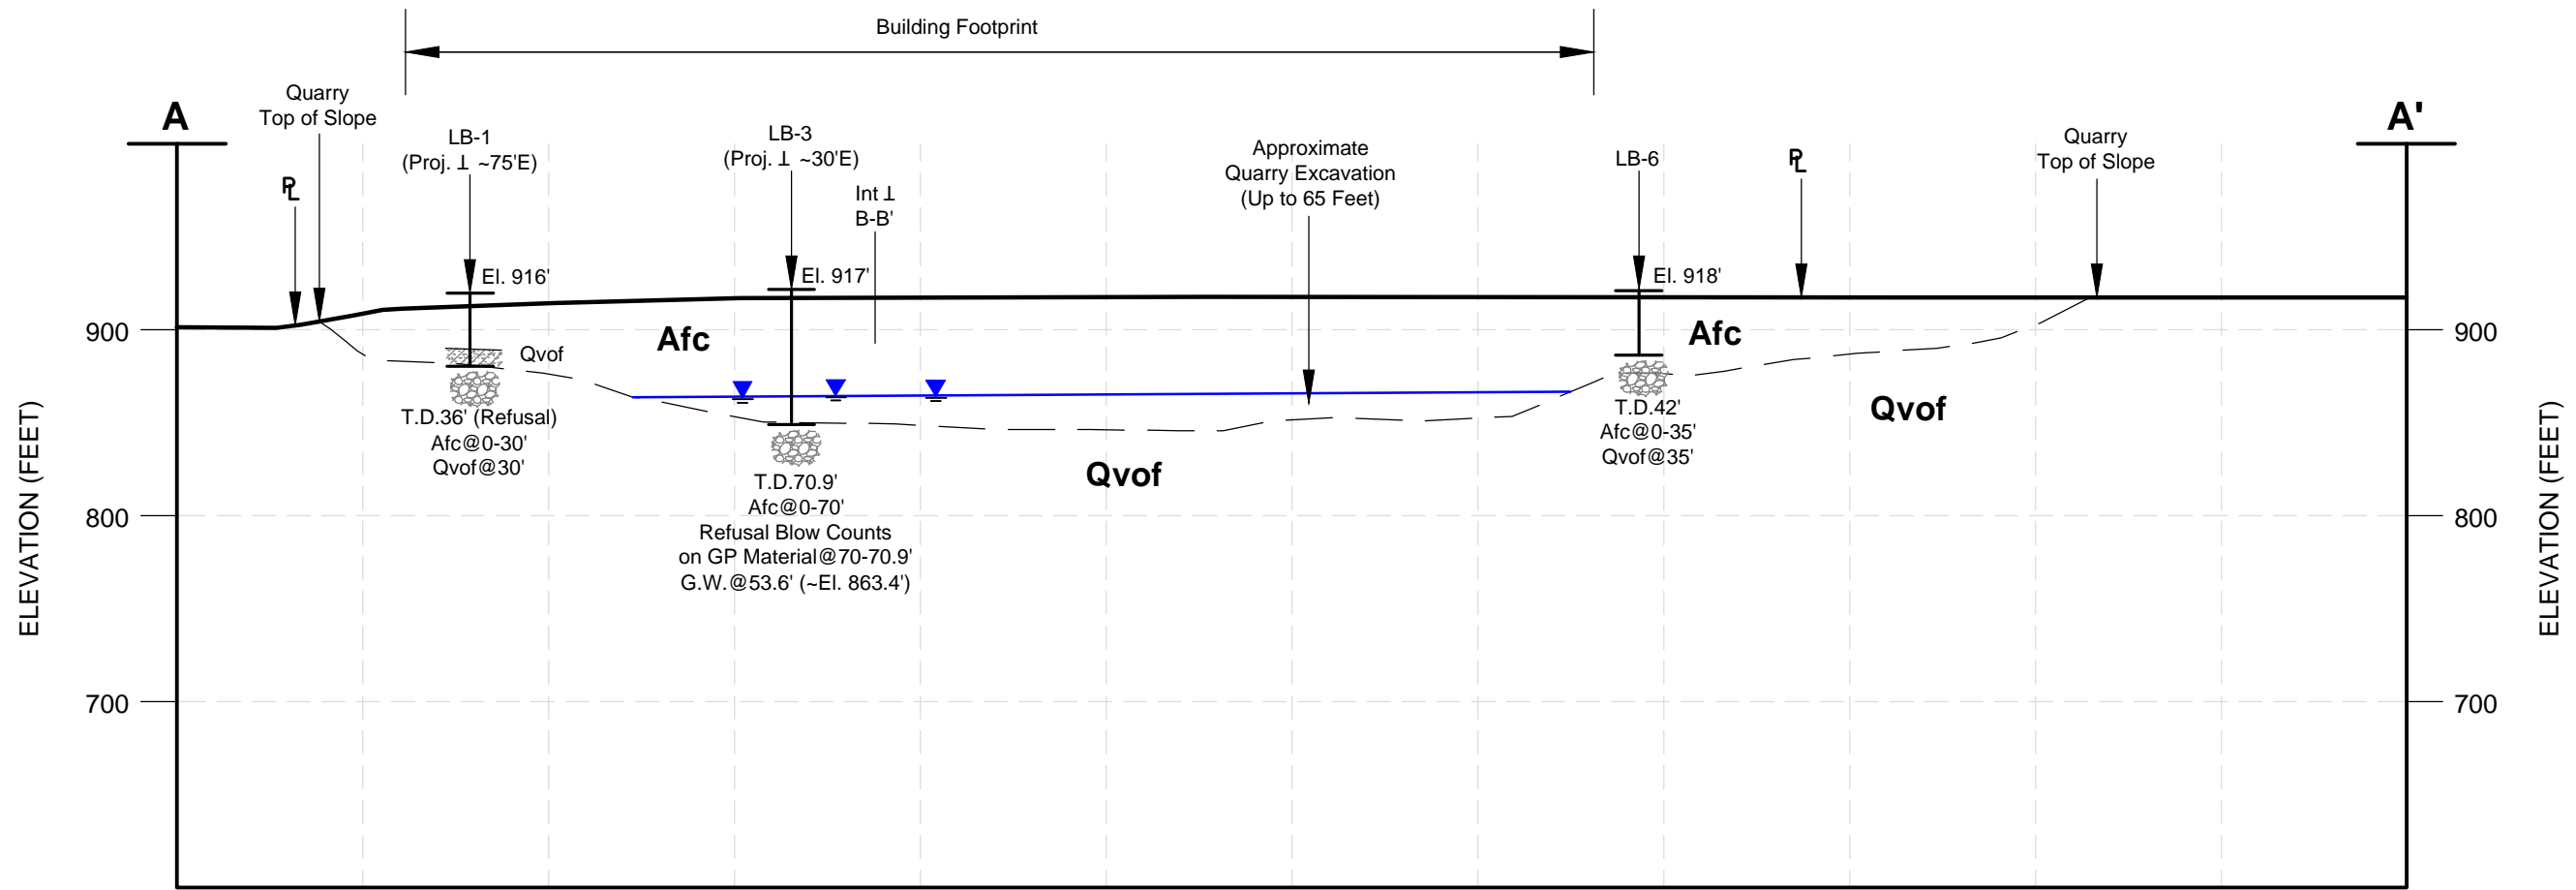 Building Footprint
A
A'
Quarry
Top of Slope
PL
LB-1
(Proj. ⊥ ~75'E)
LB-3
(Proj. ⊥ ~30'E)
Int ⊥
B-B'
Approximate
Quarry Excavation
(Up to 65 Feet)
LB-6
PL
Quarry
Top of Slope
El. 916'
El. 917'
El. 918'
900
Afc
Afc
900
Qvof
T.D.36' (Refusal)
Afc@0-30'
Qvof@30'
T.D.42'
Afc@0-35'
Qvof@35'
Qvof
Qvof
T.D.70.9'
Afc@0-70'
Refusal Blow Counts
on GP Material@70-70.9'
G.W.@53.6' (~El. 863.4')
800
800
700
700
ELEVATION (FEET)
ELEVATION (FEET)